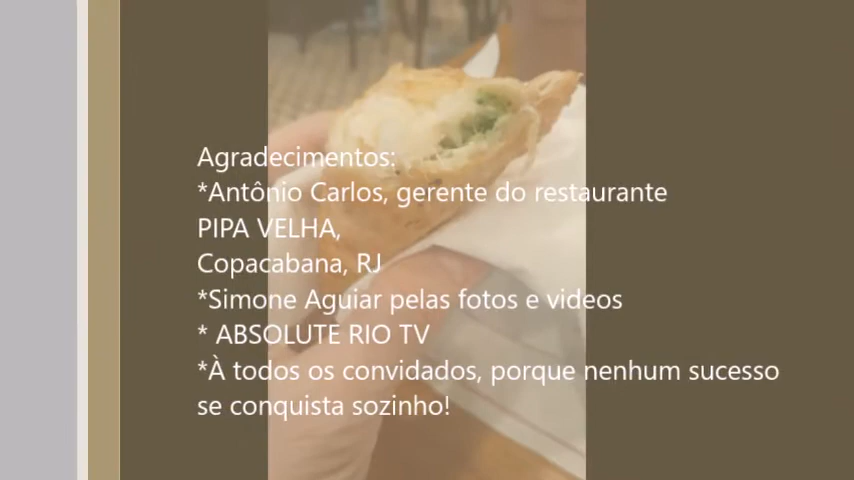 Agradecimentos:
*Antônio Carlos, gerente do restaurante
PIPA VELHA,
Copacabana, RJ
*Simone Aguiar pelas fotos e videos
* ABSOLUTE RIO TV
*À todos os convidados, porque nenhum sucesso
se conquista sozinho!